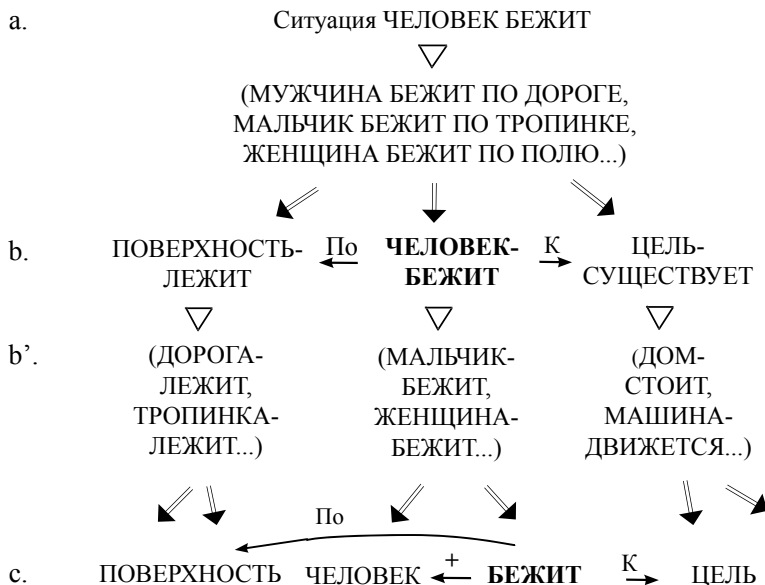 a. Ситуация ЧЕЛОВЕК БЕЖИТ
(МУЖЧИНА БЕЖИТ ПО ДОРОГЕ,
МАЛЬЧИК БЕЖИТ ПО ТРОПИНКЕ,
ЖЕНЩИНА БЕЖИТ ПО ПОЛЮ...)
b. ПОВЕРХНОСТЬ- По ЧЕЛОВЕК- К ЦЕЛЬ-
ЛЕЖИТ БЕЖИТ СУЩЕСТВУЕТ
b’. (ДОРОГА- (МАЛЬЧИК- (ДОМ-
ЛЕЖИТ, БЕЖИТ, СТОИТ,
ТРОПИНКА- ЖЕНЩИНА- МАШИНА-
ЛЕЖИТ...) БЕЖИТ...) ДВИЖЕТСЯ...)
По
c. ПОВЕРХНОСТЬ ЧЕЛОВЕК + БЕЖИТ К ЦЕЛЬ